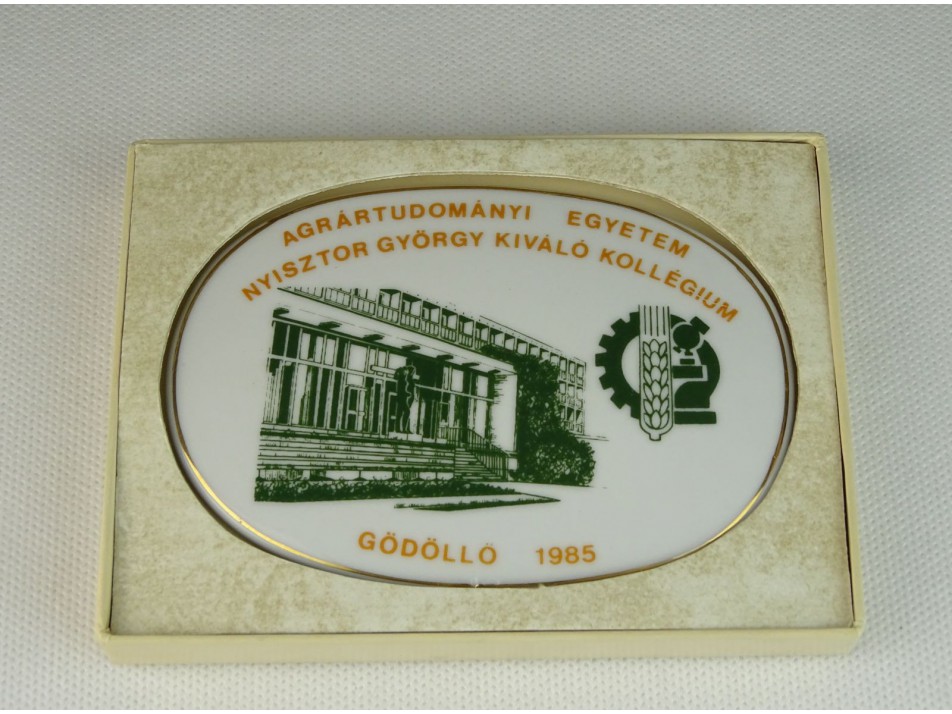 AGRÁRTUDOMÁNYI EGYETEM
NYISZTOR GYÖRGY KIVÁLÓ KOLLÉGIUM
GÖDÖLLŐ 1985